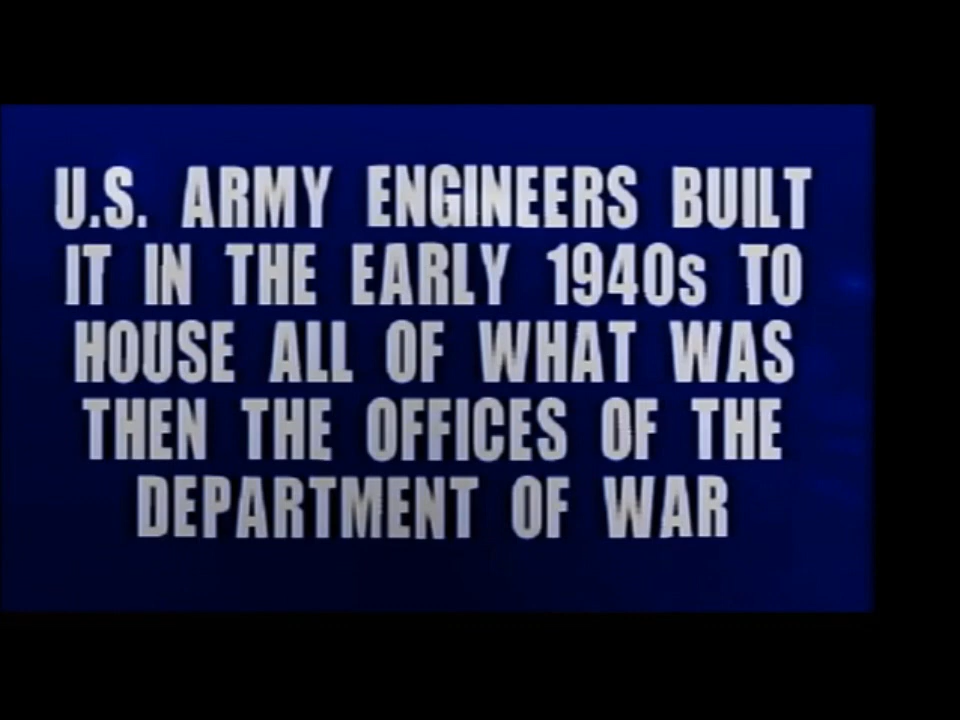 U.S. ARMY ENGINEERS BUILT
IT IN THE EARLY 1940s TO
HOUSE ALL OF WHAT WAS
THEN THE OFFICES OF THE
DEPARTMENT OF WAR